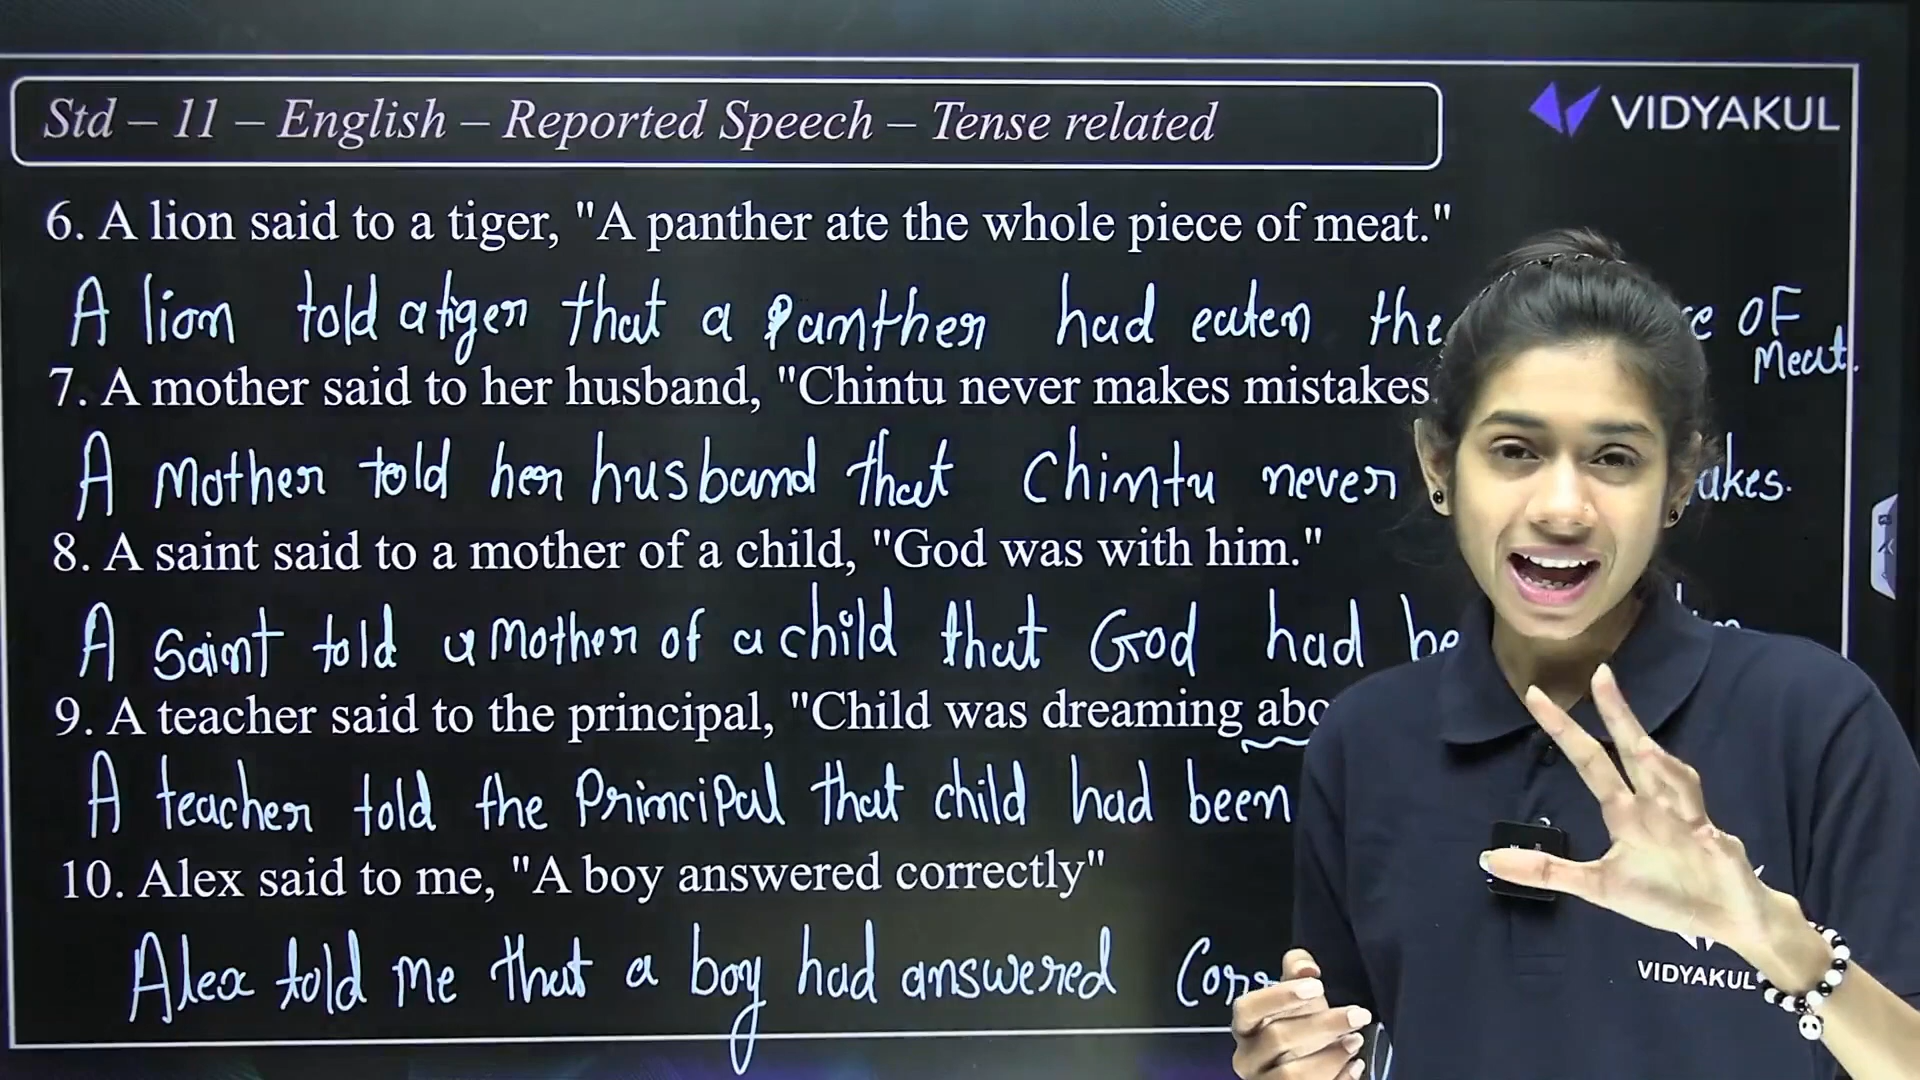 Std – 11 – English – Reported Speech – Tense related
VIDYAKUL
6. A lion said to a tiger, "A panther ate the whole piece of meat."
A lion told a tiger that a panther had eaten the of
Meat.
7. A mother said to her husband, "Chintu never makes mistakes.
A Mother told her husband that Chintu never
8. A saint said to a mother of a child, "God was with him."
A Saint told a Mother of a child that God had
9. A teacher said to the principal, "Child was dreaming
A teacher told the Principal that child had been
10. Alex said to me, "A boy answered correctly"
Alex told Me that a boy had answered
VIDYAKUL